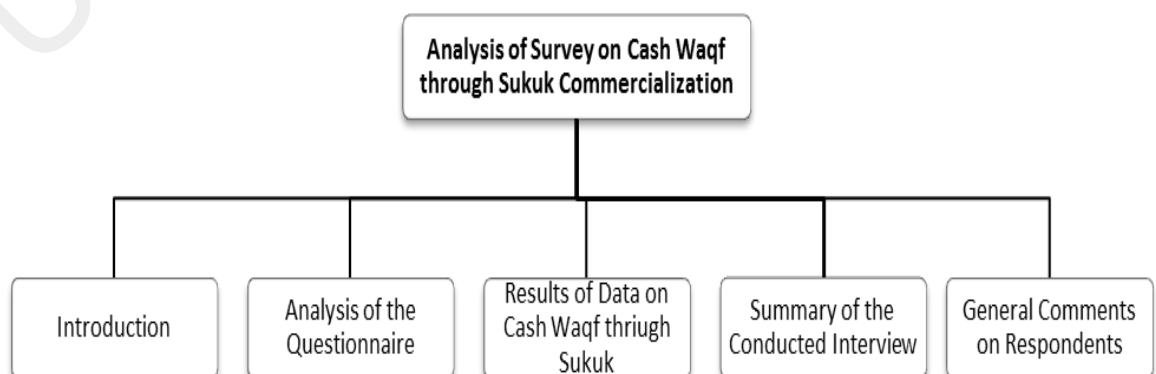 Analysis of Survey on Cash Waqf
through Sukuk Commercialization
Introduction
Analysis of the
Questionnaire
Results of Data on
Cash Waqf thriugh
Sukuk
Summary of the
Conducted Interview
General Comments
on Respondents